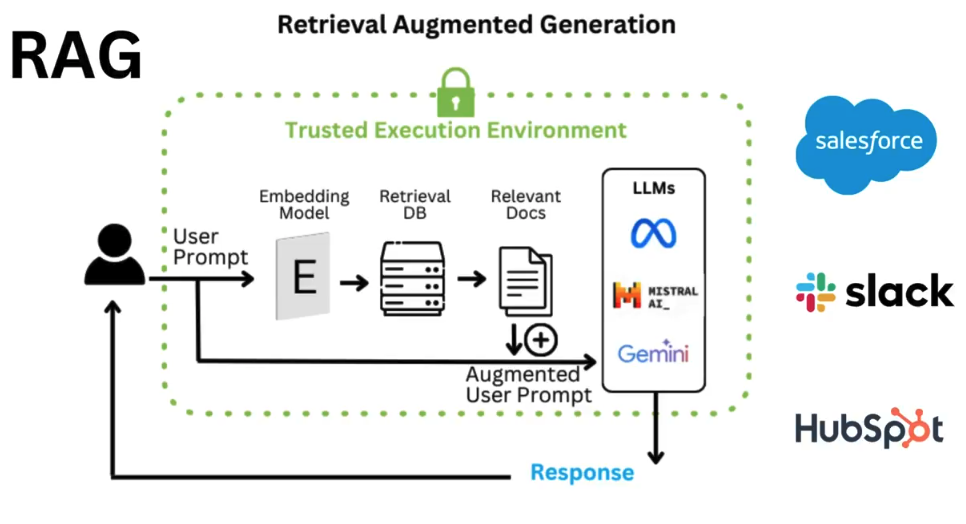 Retrieval Augmented Generation
RAG
Trusted Execution Environment
salesforce
Embedding
Model
Retrieval
DB
Relevant
Docs
LLMs
User
Prompt
E
MISTRAL
AI_
slack
Gemini
Augmented
User Prompt
HubSpot
Response